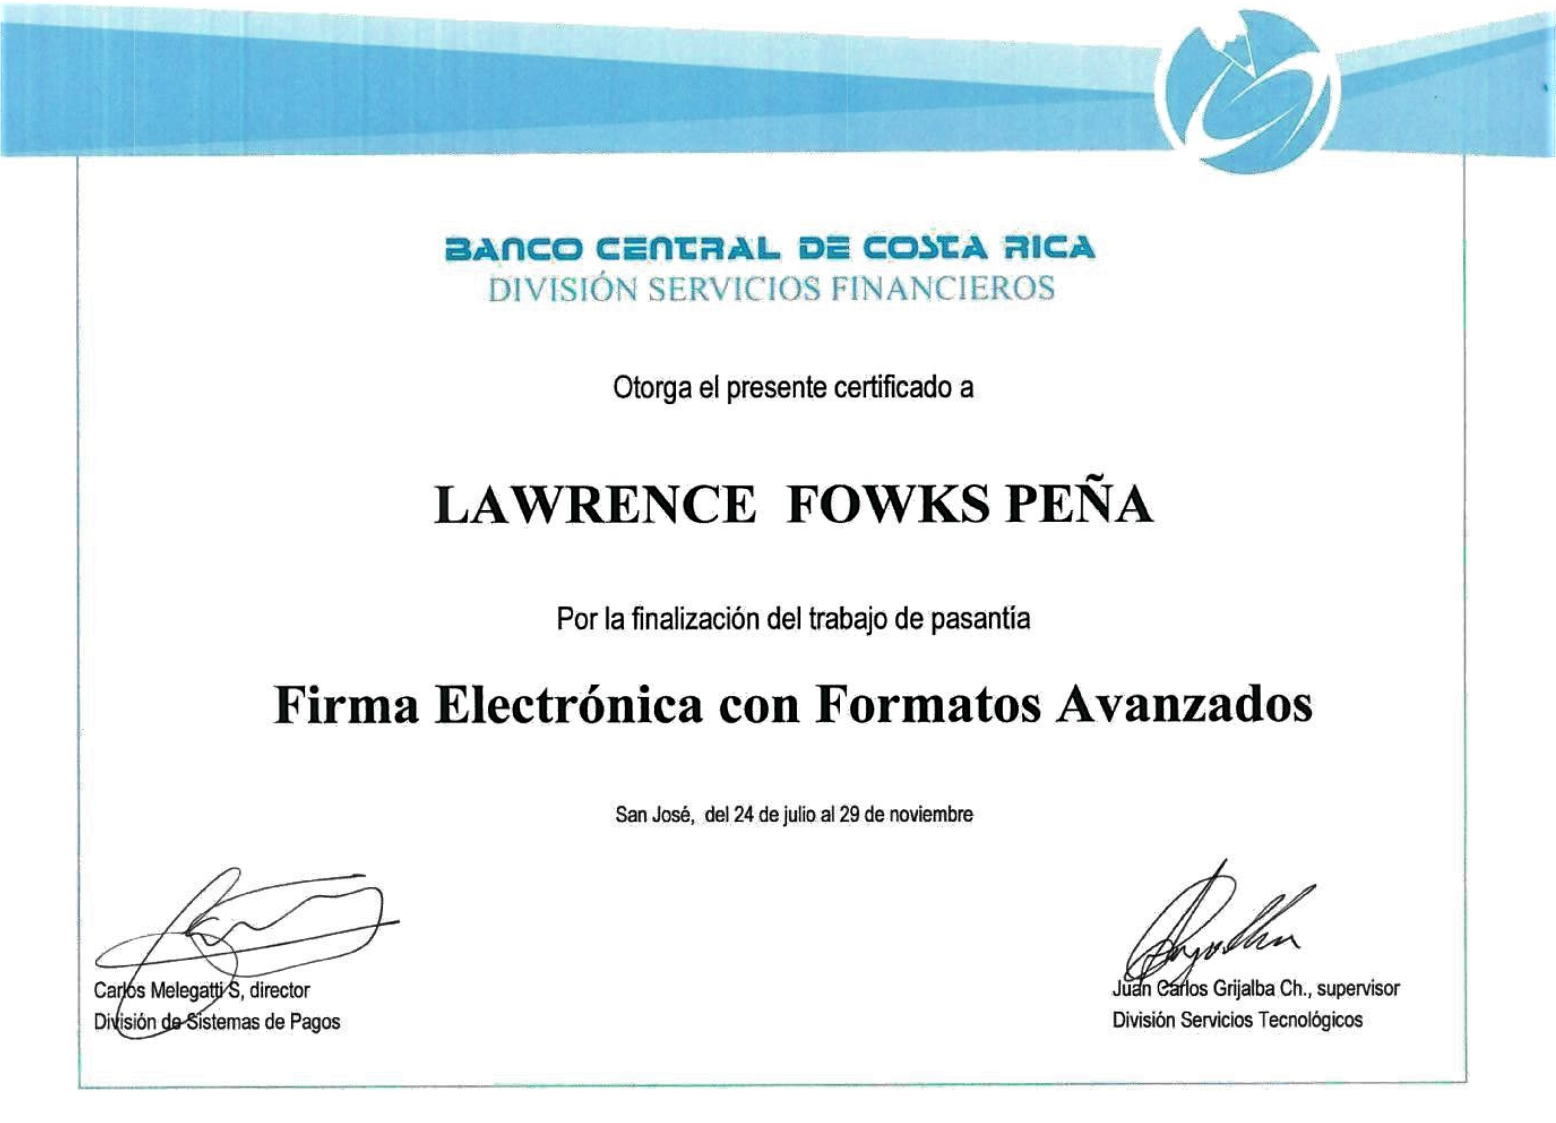 BANCO CENTRAL DE COSTA RICA
DIVISIÓN SERVICIOS FINANCIEROS
Otorga el presente certificado a
LAWRENCE FOWKS PEÑA
Por la finalización del trabajo de pasantía
Firma Electrónica con Formatos Avanzados
San José, del 24 de julio al 29 de noviembre
Carlos Melegatti S, director
División de Sistemas de Pagos
Juan Carlos Grijalba Ch., supervisor
División Servicios Tecnológicos